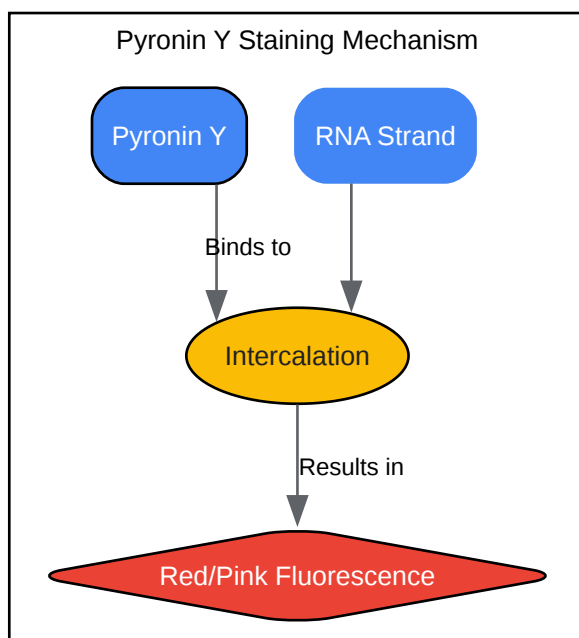 Pyronin Y Staining Mechanism
Pyronin Y
RNA Strand
Binds to
Intercalation
Results in
Red/Pink Fluorescence